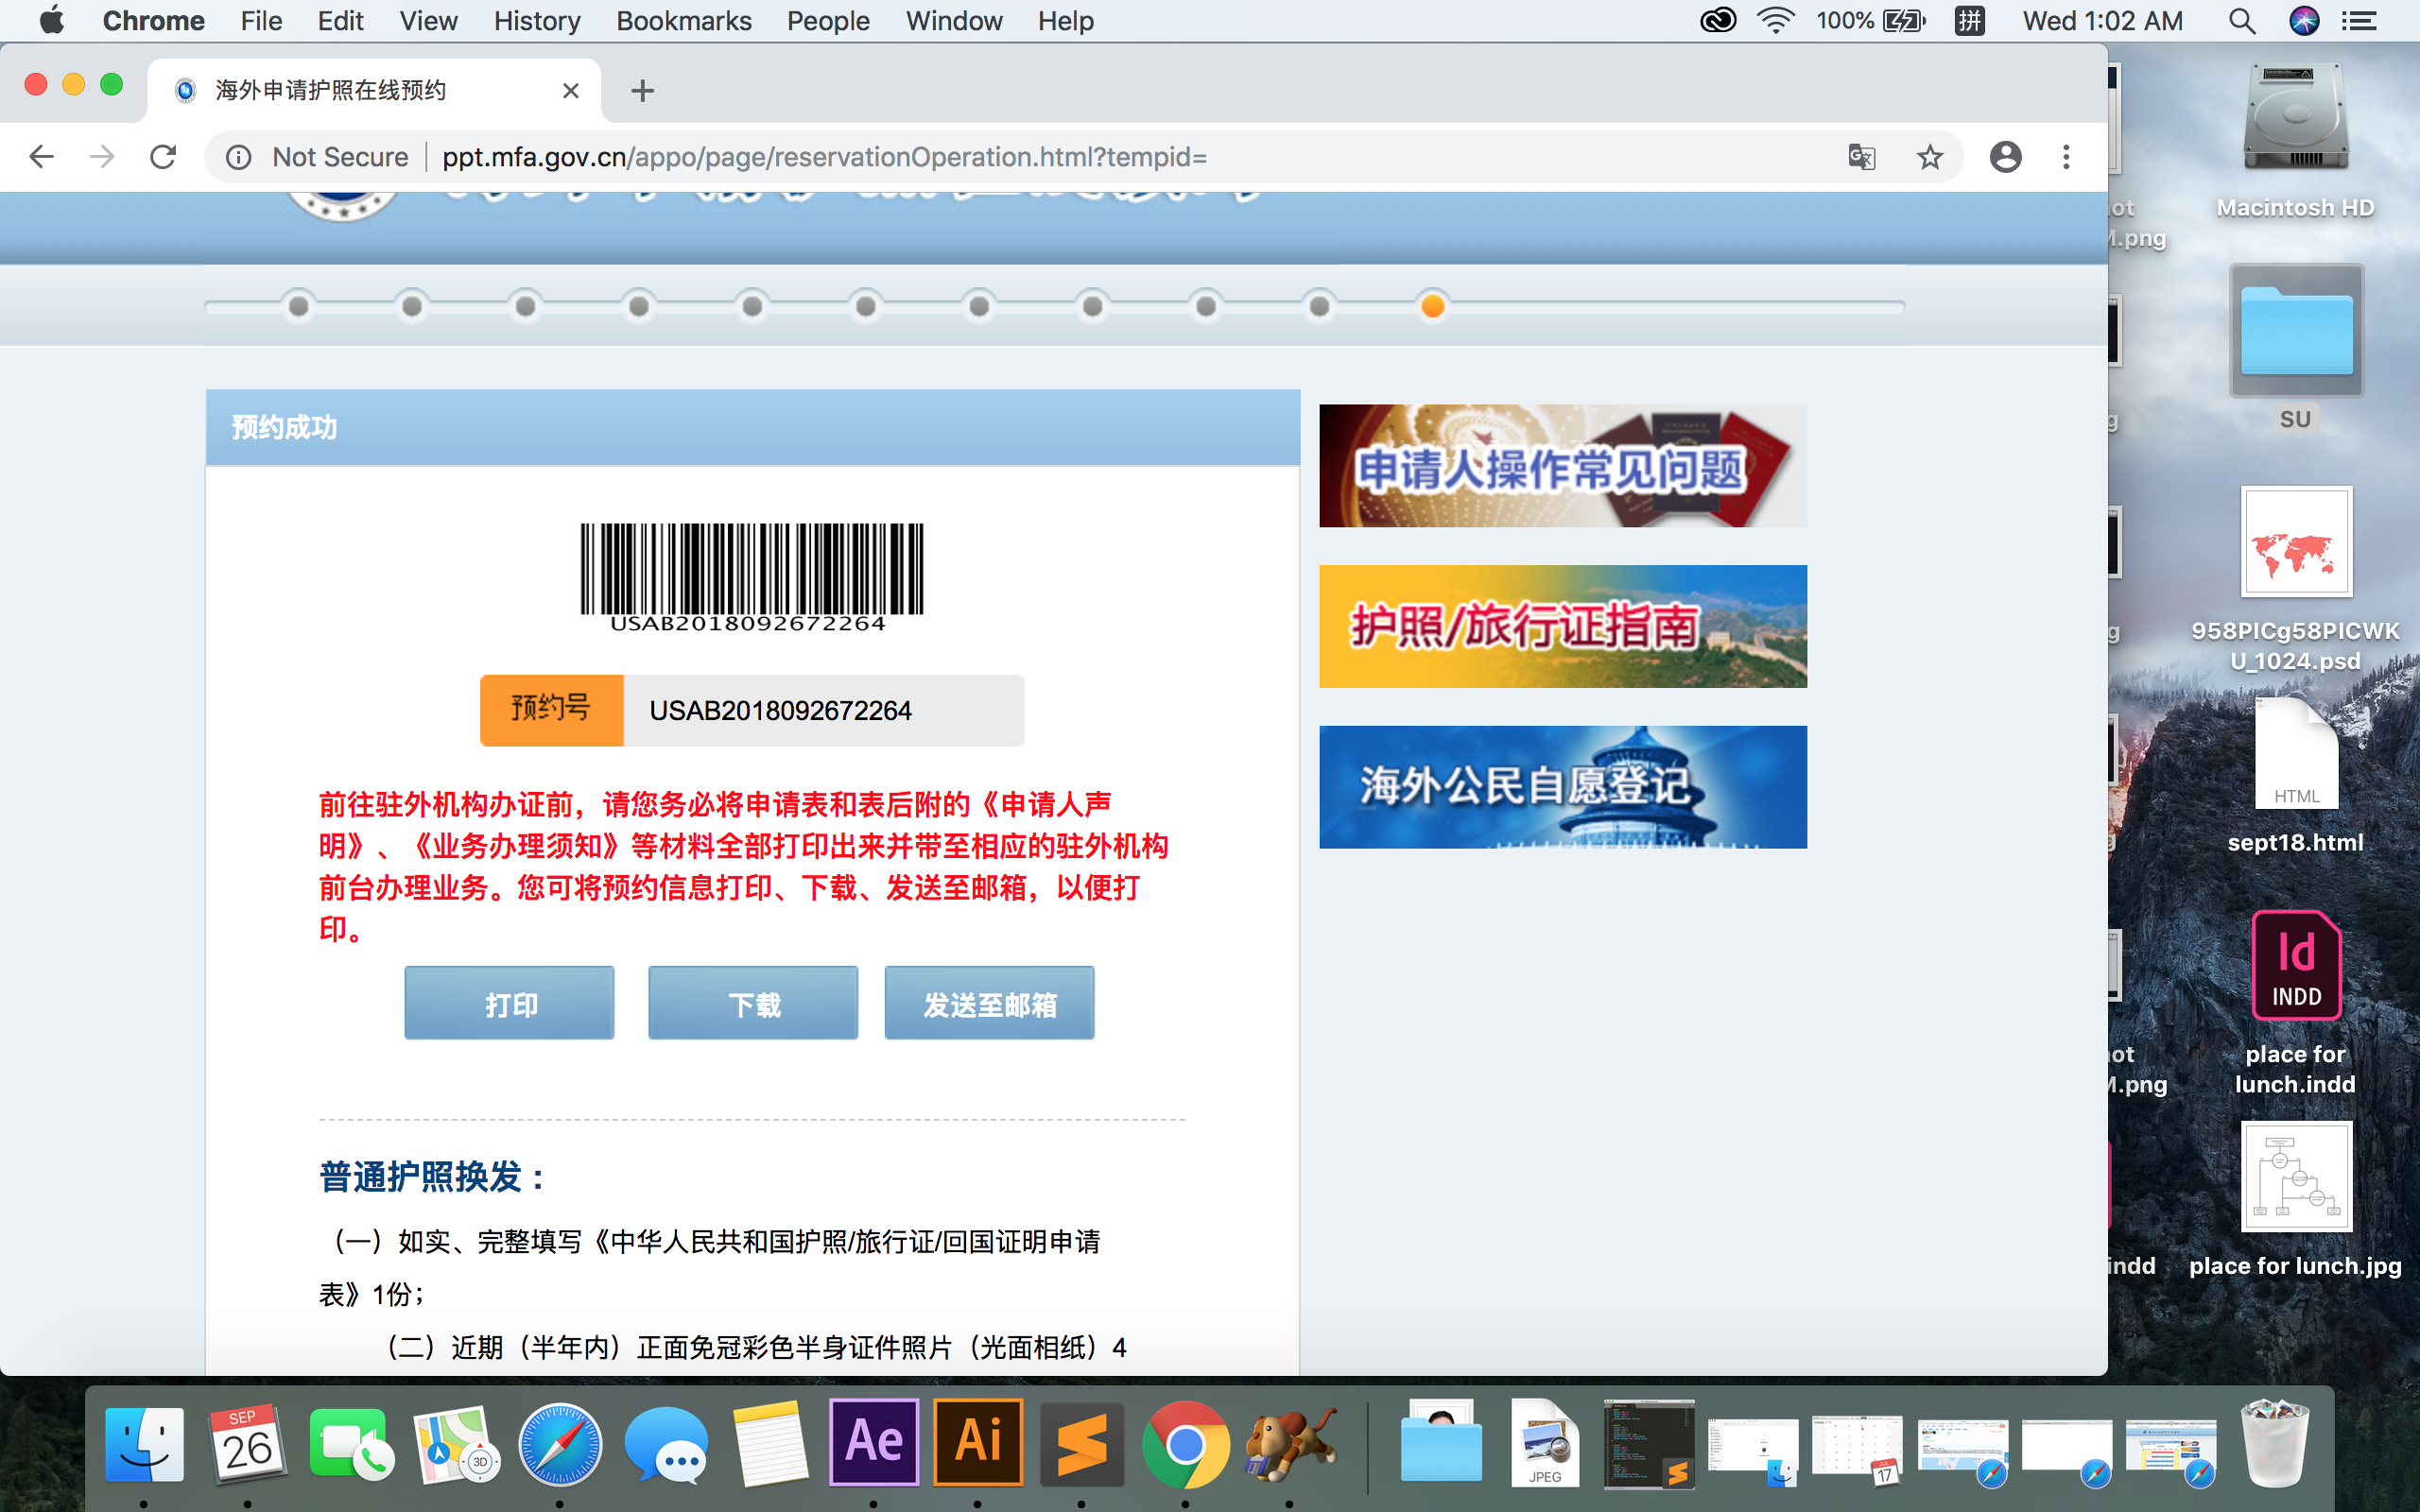 Chrome File Edit View History Bookmarks People Window Help 100% 拼 Wed 1:02 AM
海外申请护照在线预约
Not Secure ppt.mfa.gov.cn/appo/page/reservationOperation.html?tempid=
预约成功
USAB2018092672264
预约号 USAB2018092672264
前往驻外机构办证前，请您务必将申请表和表后附的《申请人声
明》、《业务办理须知》等材料全部打印出来并带至相应的驻外机构
前台办理业务。您可将预约信息打印、下载、发送至邮箱，以便打
印。
打印 下载 发送至邮箱
普通护照换发：
（一）如实、完整填写《中华人民共和国护照/旅行证/回国证明申请
表》1份；
（二）近期（半年内）正面免冠彩色半身证件照片（光面相纸）4
申请人操作常见问题
护照/旅行证指南
海外公民自愿登记
Macintosh HD
SU
958PICg58PICWK
U_1024.psd
HTML
sept18.html
Id
INDD
place for
lunch.indd
place for lunch.jpg
indd
SEP
26
3D
Ae
Ai
JPEG
JUL
17